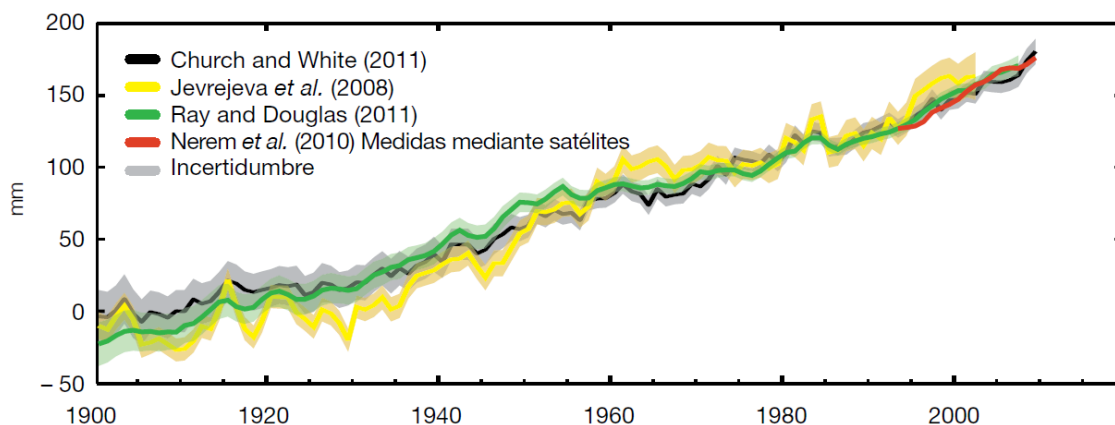 200
150
100
50
0
– 50
mm
Church and White (2011)
Jevrejeva et al. (2008)
Ray and Douglas (2011)
Nerem et al. (2010) Medidas mediante satélites
Incertidumbre
1900 1920 1940 1960 1980 2000